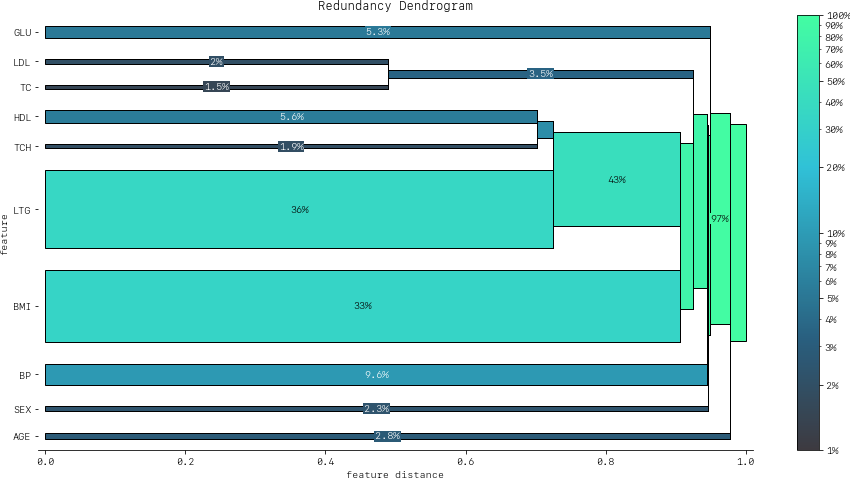 Redundancy Dendrogram
GLU
LDL
TC
HDL
TCH
LTG
BMI
BP
SEX
AGE
feature
5.3%
2%
1.5%
3.5%
5.6%
1.9%
36%
43%
33%
97%
9.6%
2.3%
2.8%
0.0
0.2
0.4
0.6
0.8
1.0
feature distance
100%
90%
80%
70%
60%
50%
40%
30%
20%
10%
9%
8%
7%
6%
5%
4%
3%
2%
1%